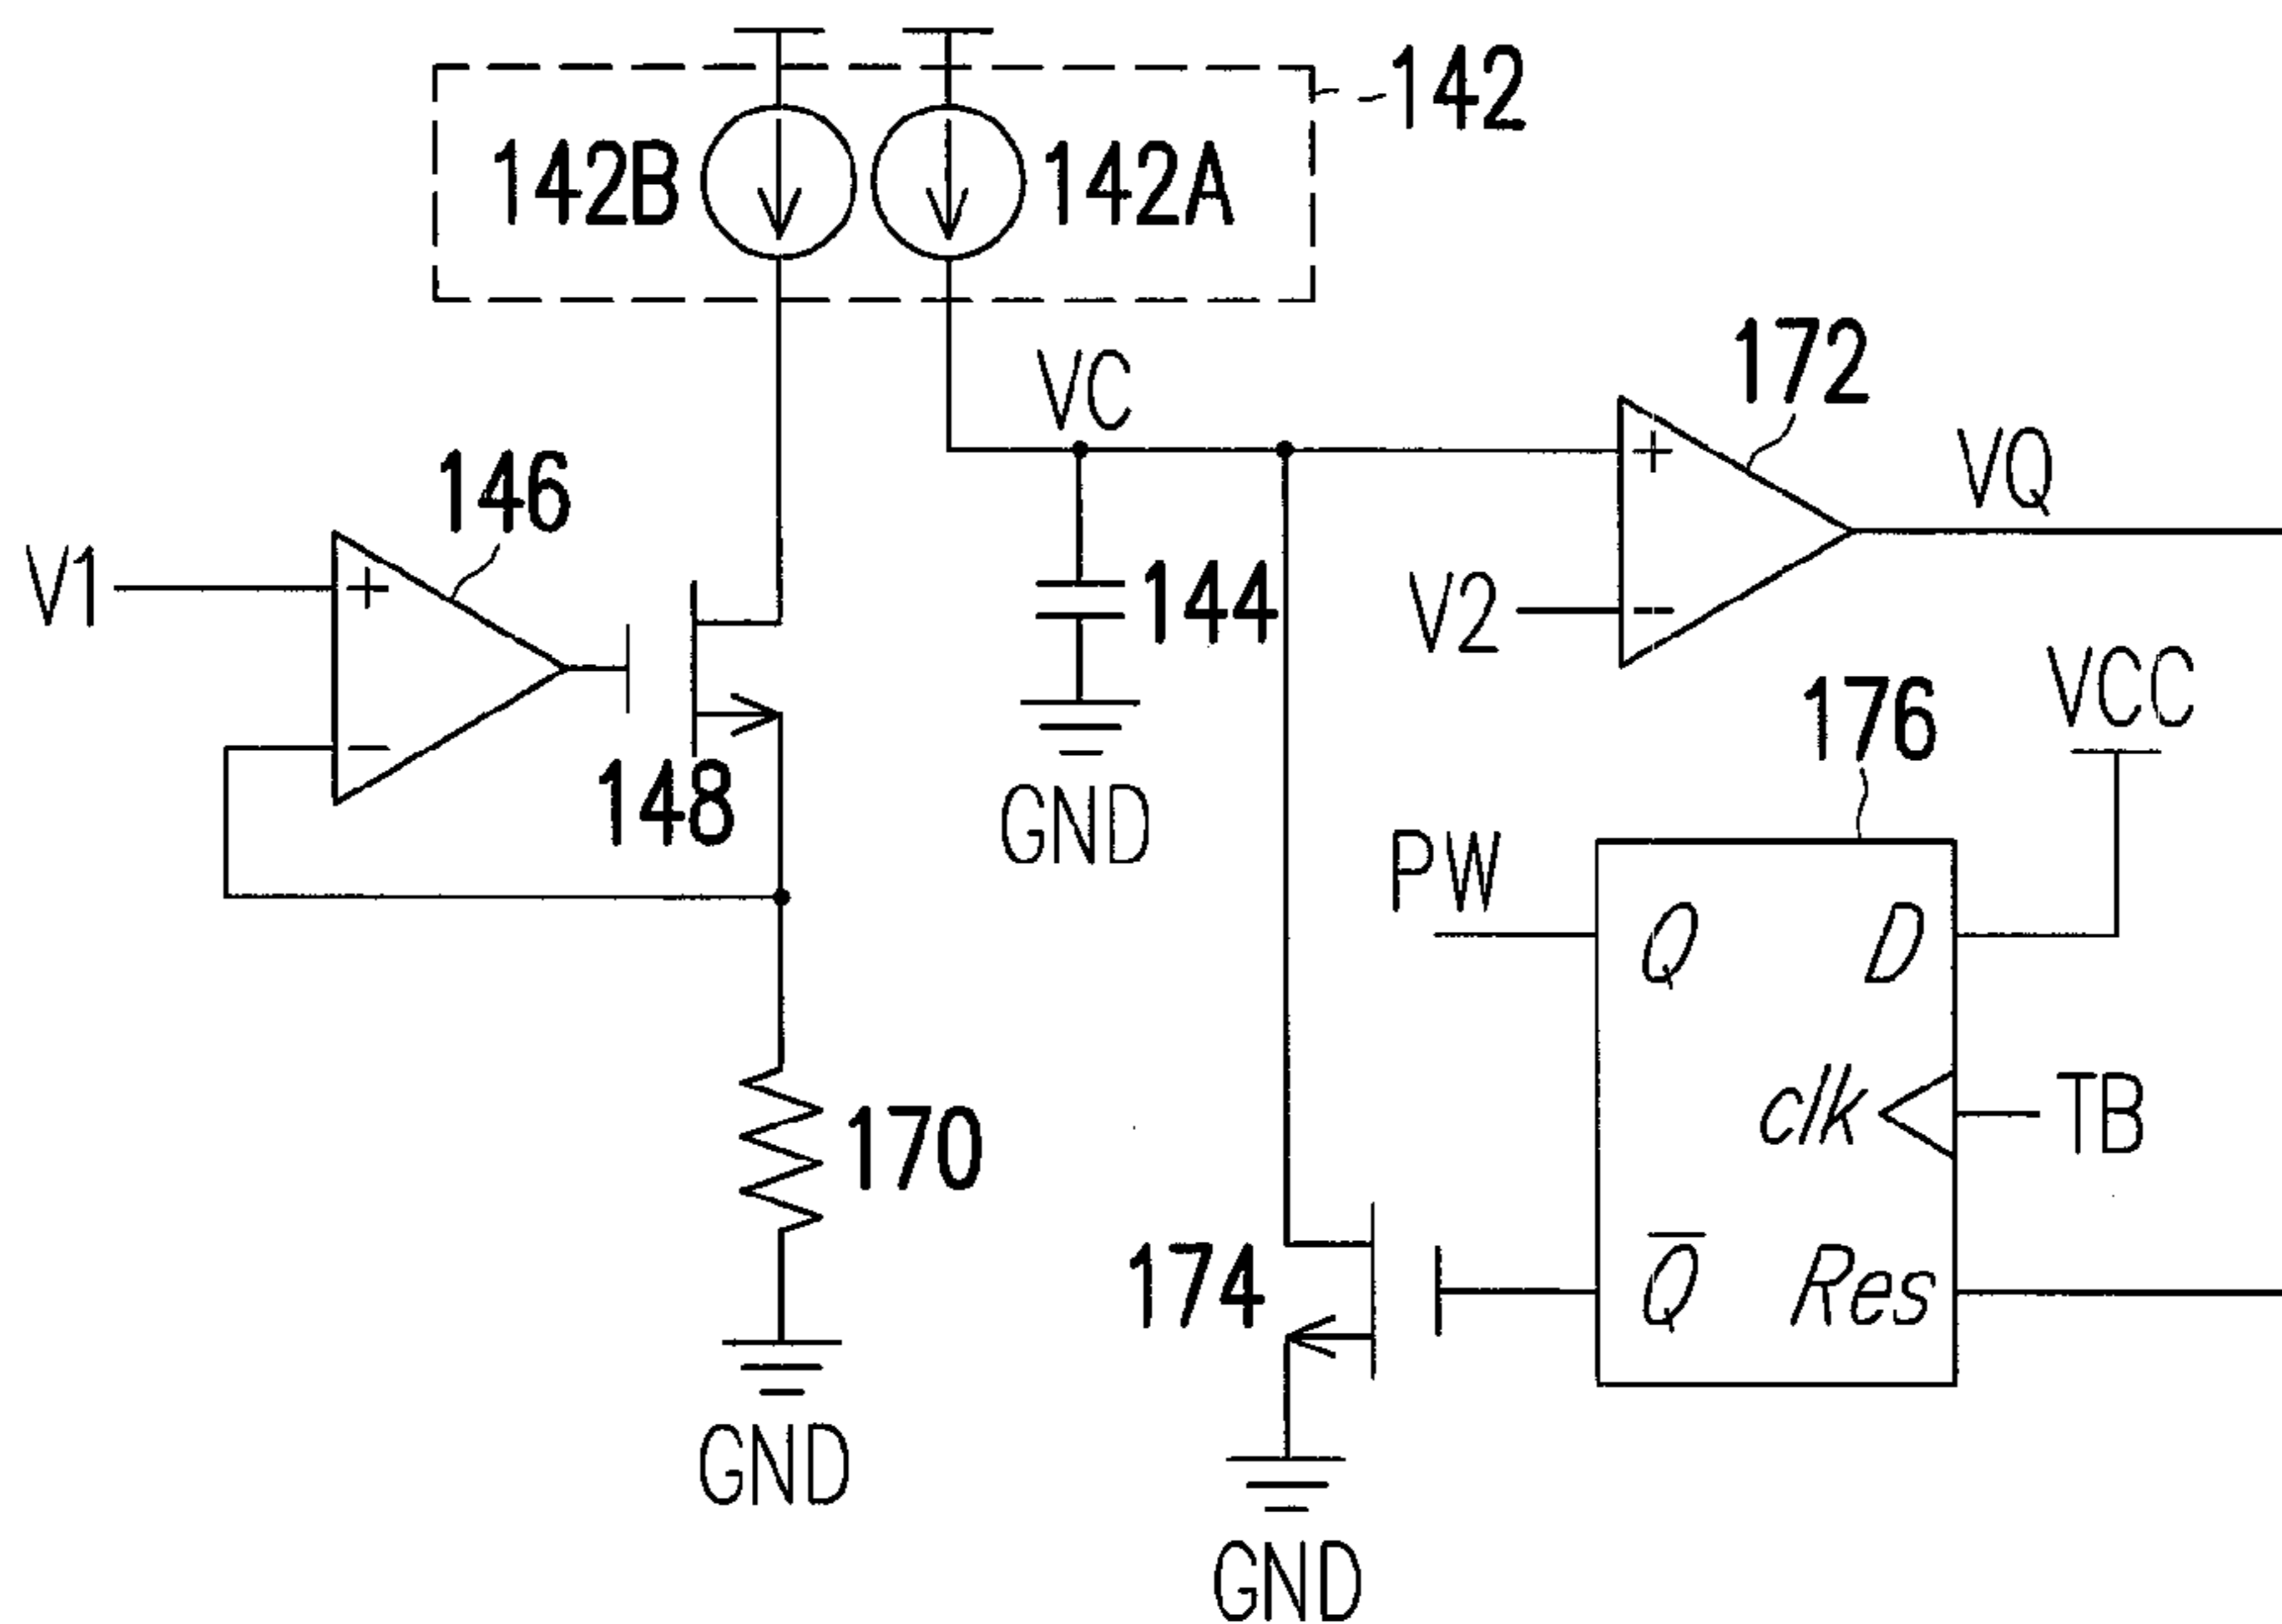 142
142B
142A
172
VC
VQ
146
V1
144
V2
VCC
176
148
GND
PW
Q
D
170
clk
TB
174
Q̅
Res
GND
GND
+
−
+
−